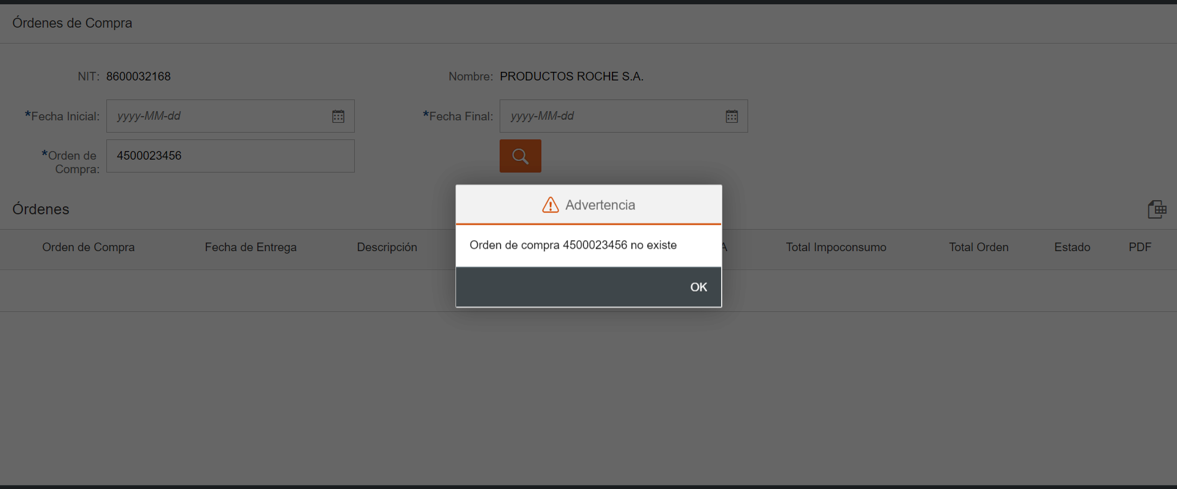 Órdenes de Compra
NIT: 8600032168
Nombre: PRODUCTOS ROCHE S.A.
*Fecha Inicial: yyyy-MM-dd
*Fecha Final: yyyy-MM-dd
*Orden de
Compra:
4500023456
Advertencia
Orden de compra 4500023456 no existe
OK
Órdenes
Orden de Compra Fecha de Entrega Descripción A Total Impoconsumo Total Orden Estado PDF